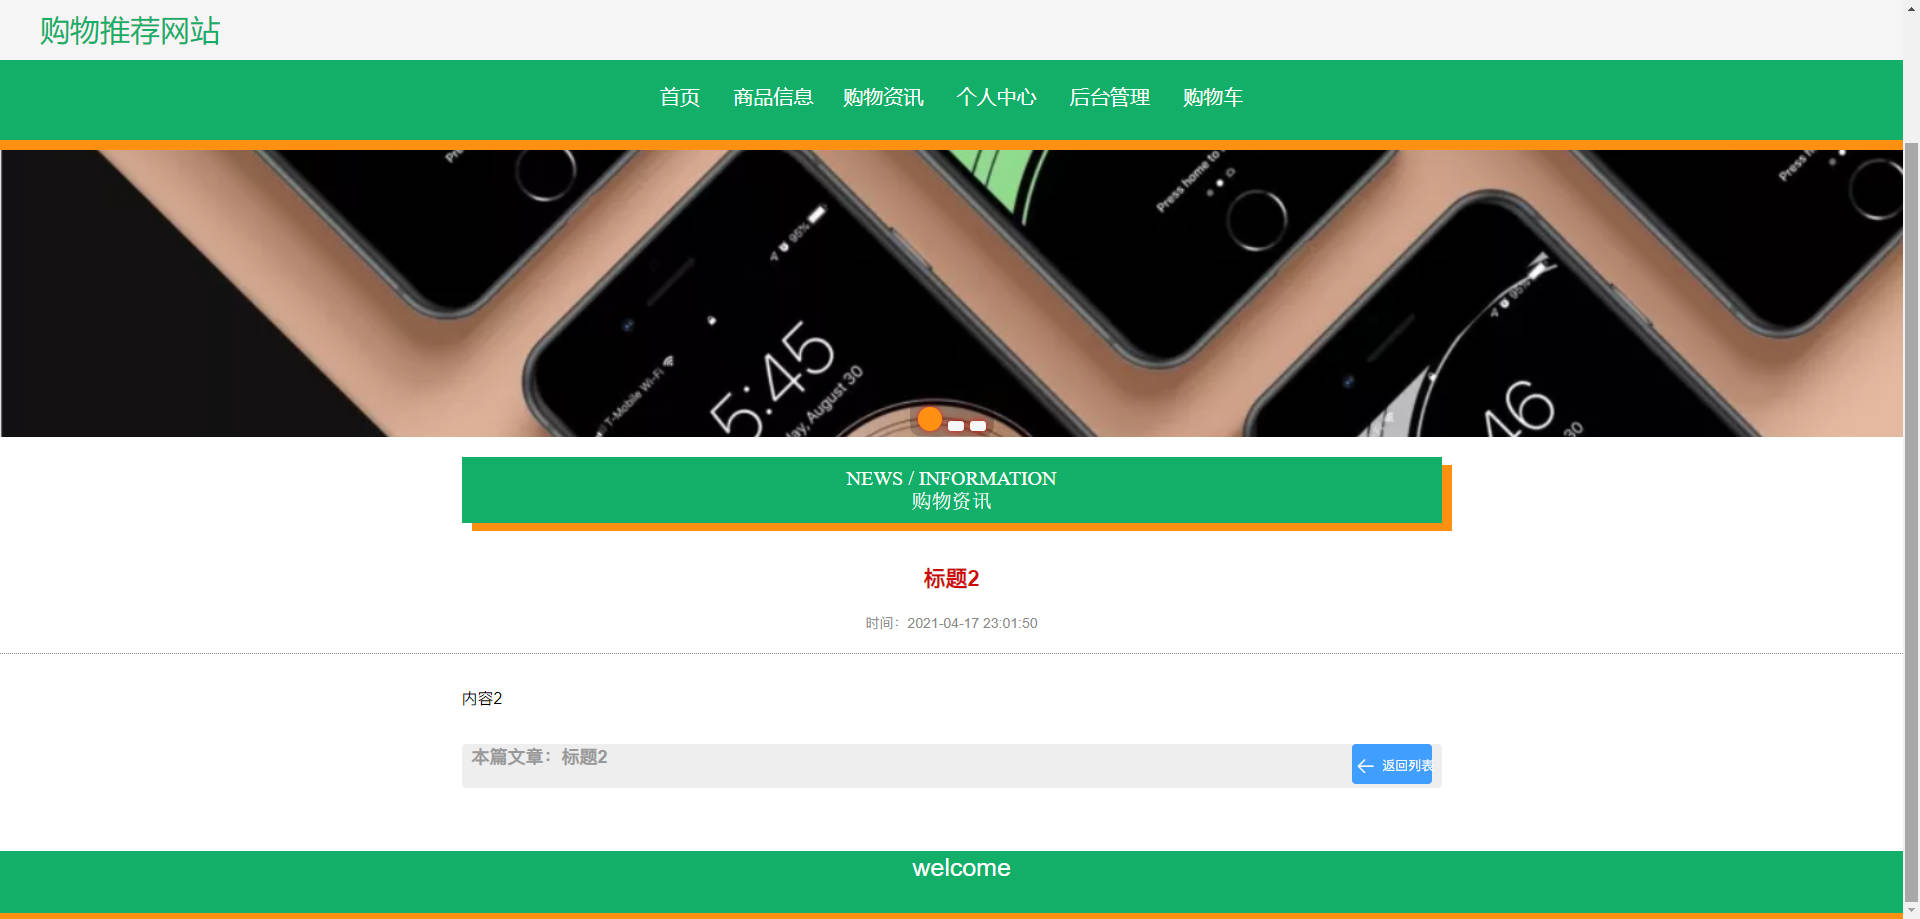 购物推荐网站
首页 商品信息 购物资讯 个人中心 后台管理 购物车
Press home to
Press
95%
95%
T-Mobile Wi-Fi
5:45
August 30
46
30
NEWS / INFORMATION
购物资讯
标题2
时间：2021-04-17 23:01:50
内容2
本篇文章：标题2
返回列表
welcome